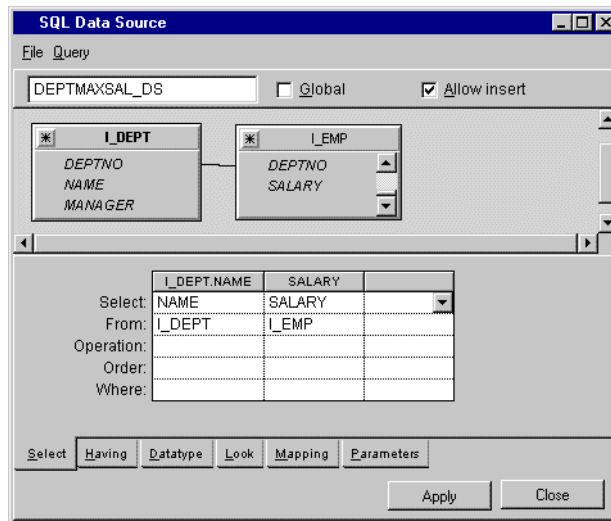 SQL Data Source
File Query
DEPTMAXSAL_DS Global Allow insert
I_DEPT I_EMP
DEPTNO DEPTNO
NAME SALARY
MANAGER
I_DEPT.NAME SALARY
Select: NAME SALARY
From: I_DEPT I_EMP
Operation:
Order:
Where:
Select Having Datatype Look Mapping Parameters
Apply Close